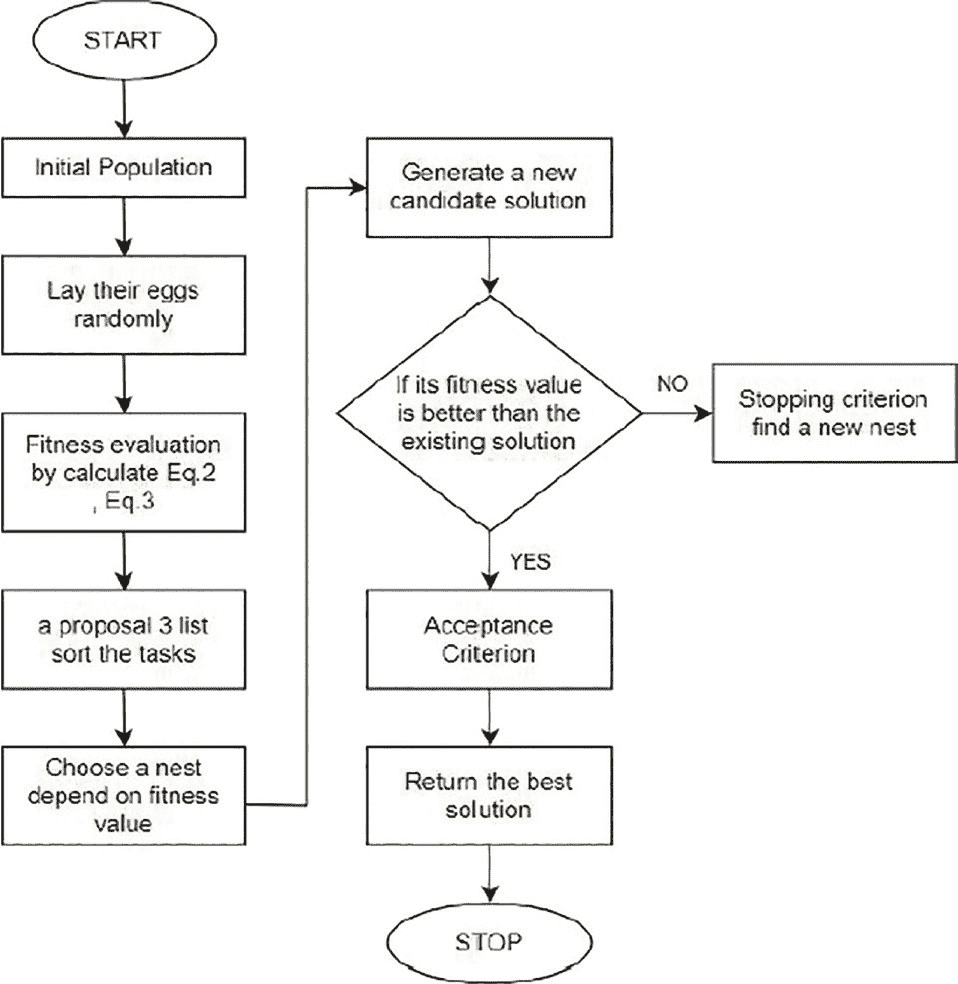 START
Initial Population
Lay their eggs
randomly
Fitness evaluation
by calculate Eq.2
, Eq.3
a proposal 3 list
sort the tasks
Choose a nest
depend on fitness
value
Generate a new
candidate solution
If its fitness value
is better than the
existing solution
NO
Stopping criterion
find a new nest
YES
Acceptance
Criterion
Return the best
solution
STOP